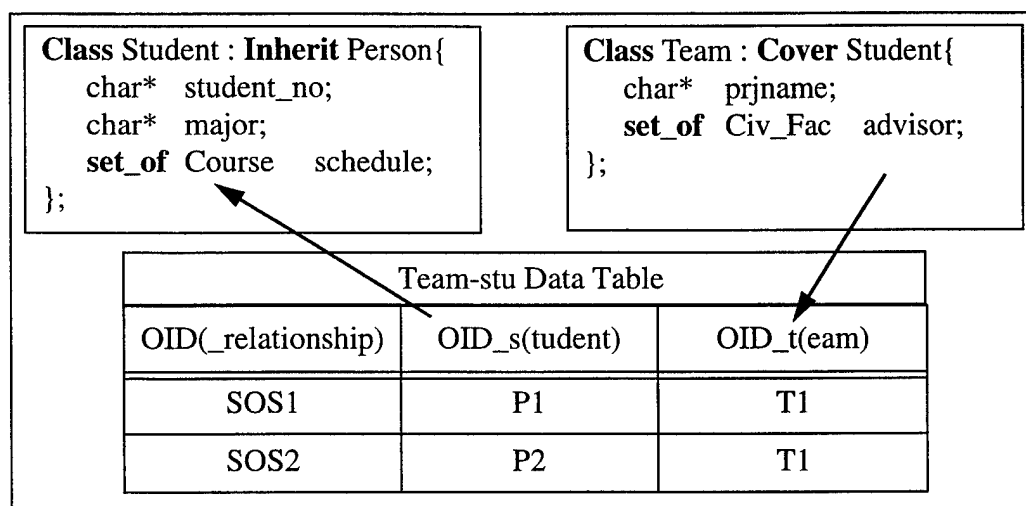 Class Student : Inherit Person{
char* student_no;
char* major;
set_of Course schedule;
};
Class Team : Cover Student{
char* prjname;
set_of Civ_Fac advisor;
};
Team-stu Data Table
OID(_relationship) OID_s(tudent) OID_t(eam)
SOS1 P1 T1
SOS2 P2 T1